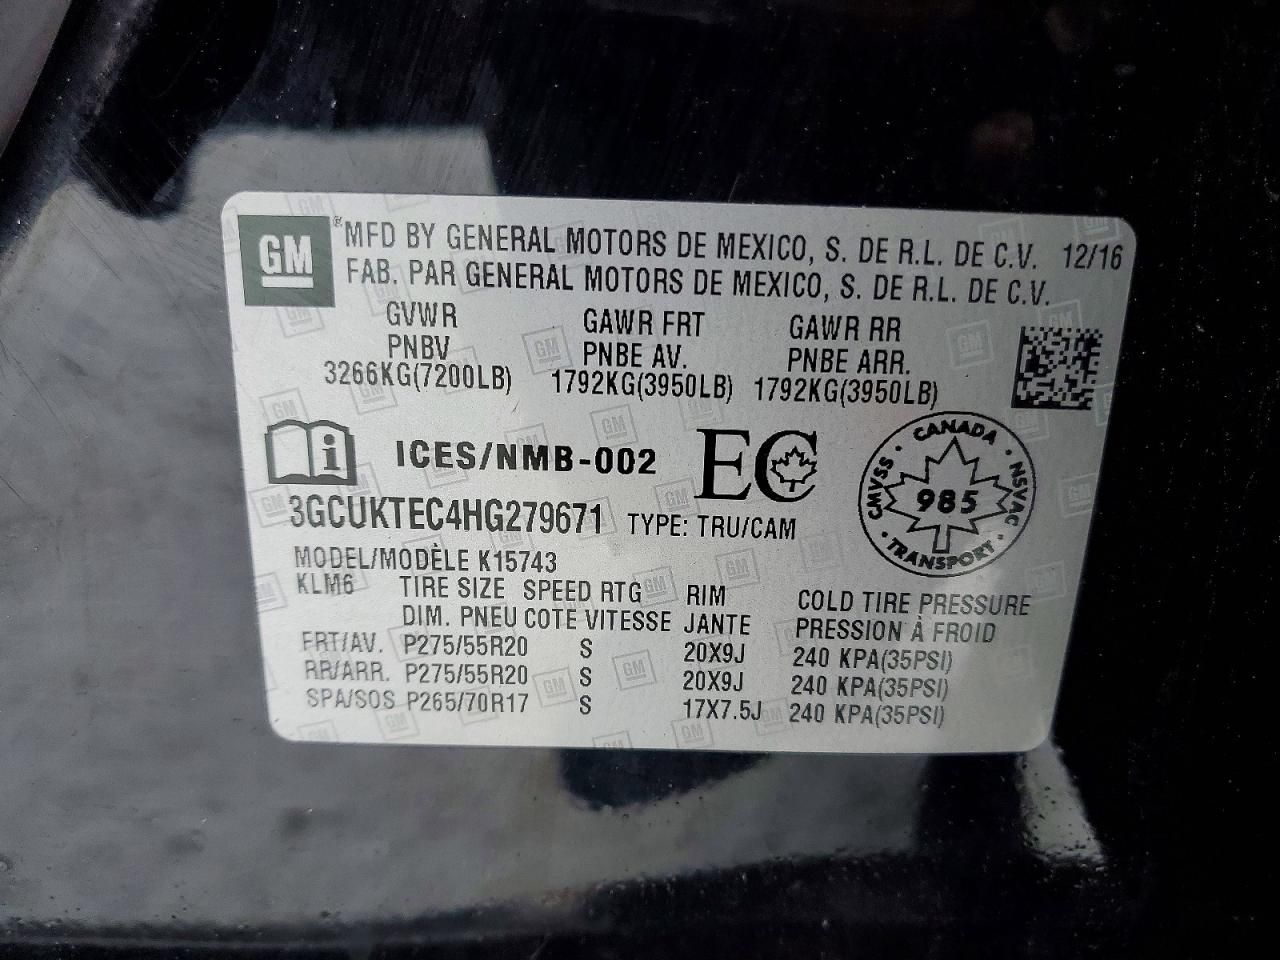 GM ® MFD BY GENERAL MOTORS DE MEXICO, S. DE R.L. DE C.V. 12/16
FAB. PAR GENERAL MOTORS DE MEXICO, S. DE R.L. DE C.V.
GVWR GAWR FRT GAWR RR
PNBV PNBE AV. PNBE ARR.
3266KG(7200LB) 1792KG(3950LB) 1792KG(3950LB)
i ICES/NMB-002 EC
CANADA
CMVSS • 985 • NSVAC
• TRANSPORT •
3GCUKTEC4HG279671 TYPE: TRU/CAM
MODEL/MODÈLE K15743
KLM6 TIRE SIZE SPEED RTG RIM COLD TIRE PRESSURE
DIM. PNEU COTE VITESSE JANTE PRESSION À FROID
FRT/AV. P275/55R20 S 20X9J 240 KPA(35PSI)
RR/ARR. P275/55R20 S 20X9J 240 KPA(35PSI)
SPA/SOS P265/70R17 S 17X7.5J 240 KPA(35PSI)